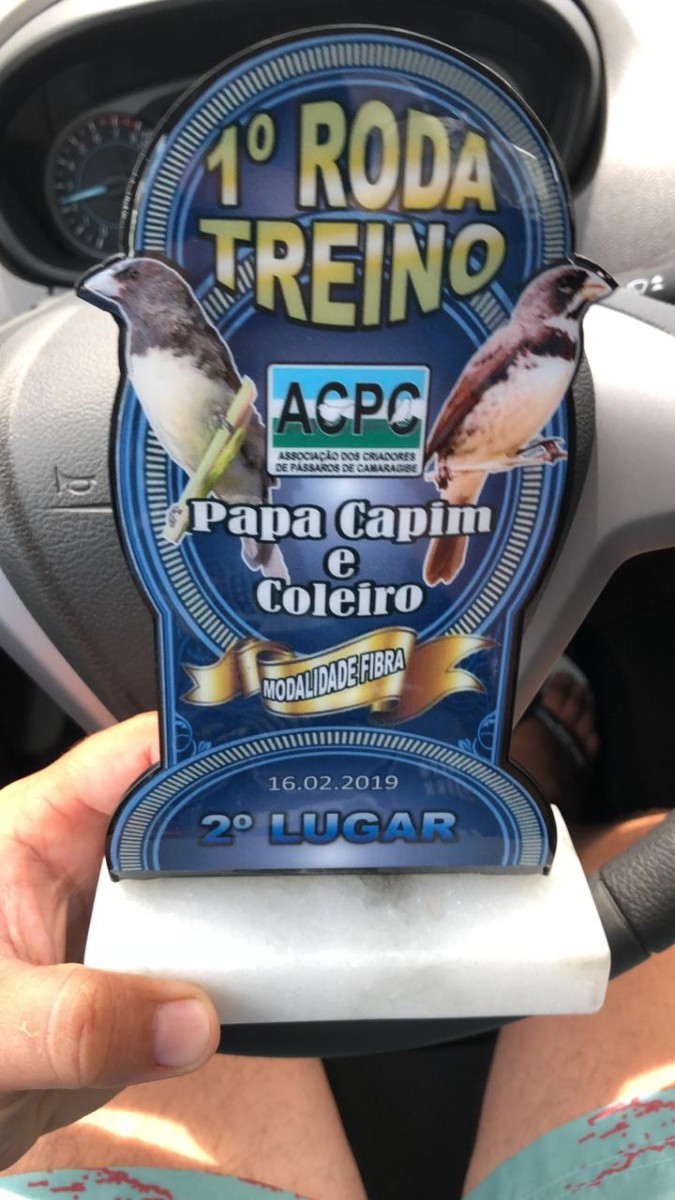 1º RODA
TREINO
ACPC
ASSOCIAÇÃO DOS CRIADORES
DE PÁSSAROS DE CAMARAGIBE
Papa Capim
e
Coleiro
MODALIDADE FIBRA
16.02.2019
2º LUGAR